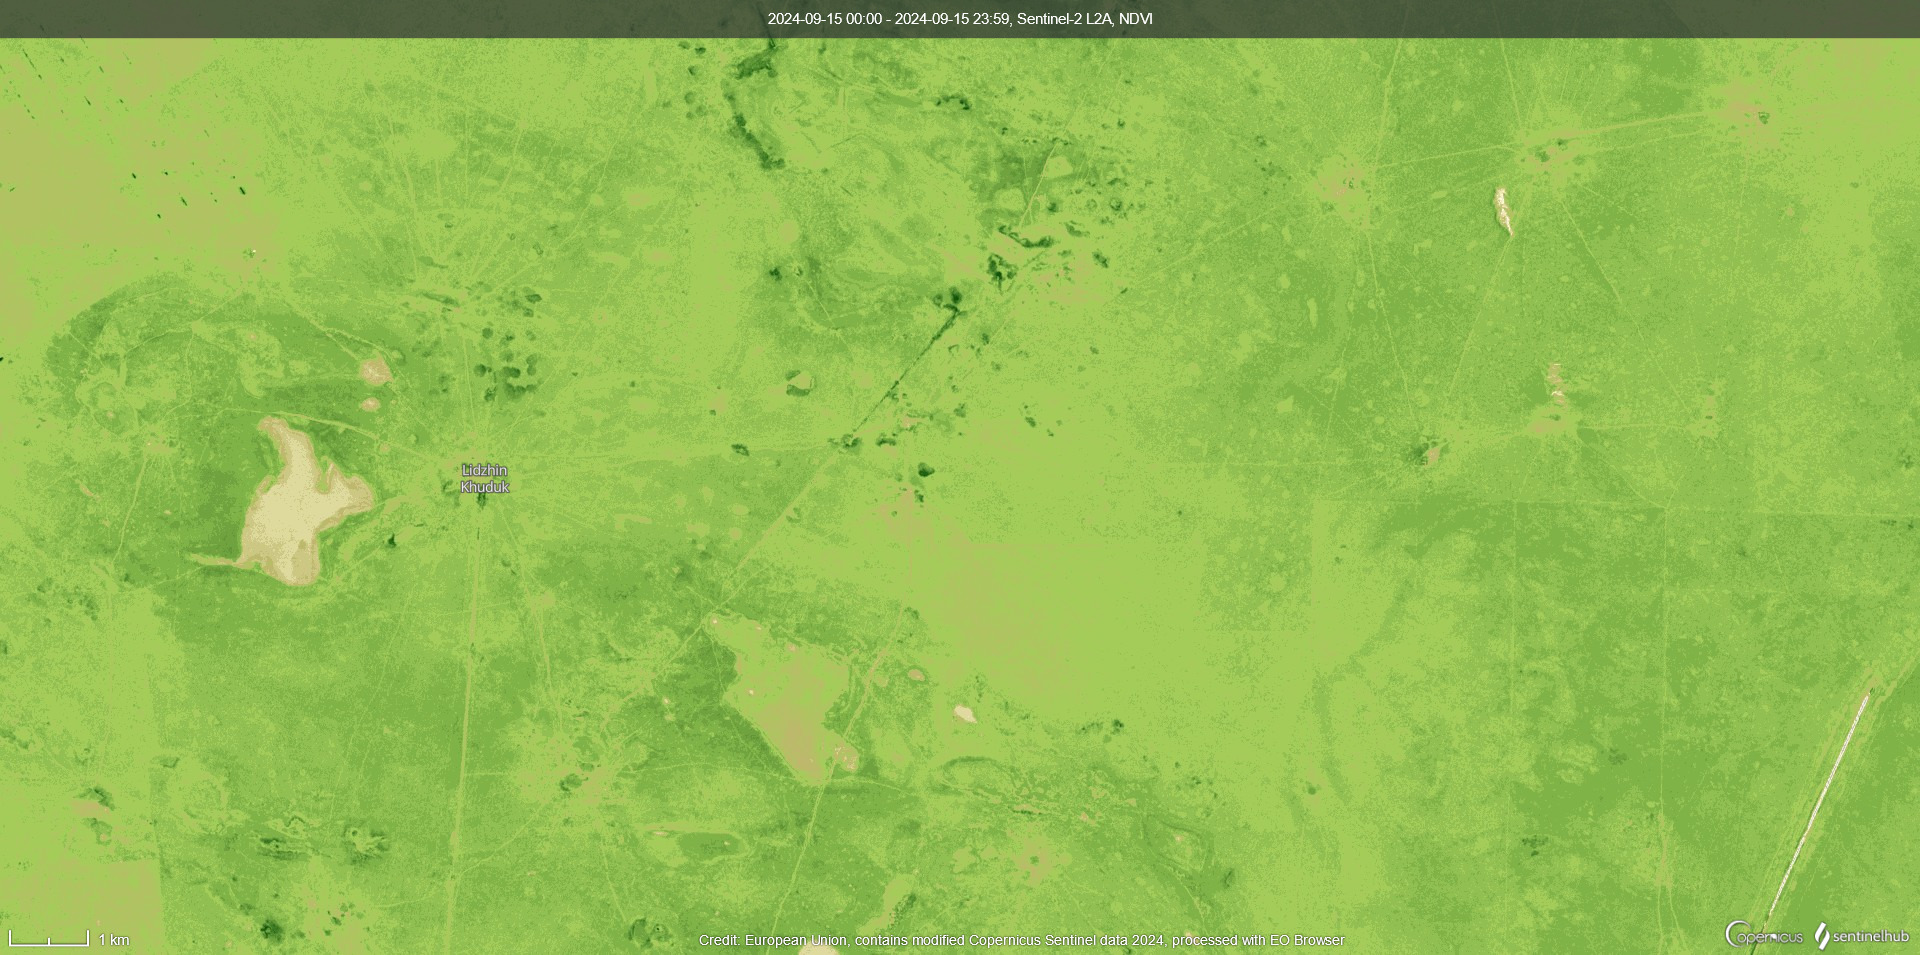 2024-09-15 00:00 - 2024-09-15 23:59, Sentinel-2 L2A, NDVI
Lidzhin
Khuduk
1 km
Credit: European Union, contains modified Copernicus Sentinel data 2024, processed with EO Browser
Copernicus
sentinelhub